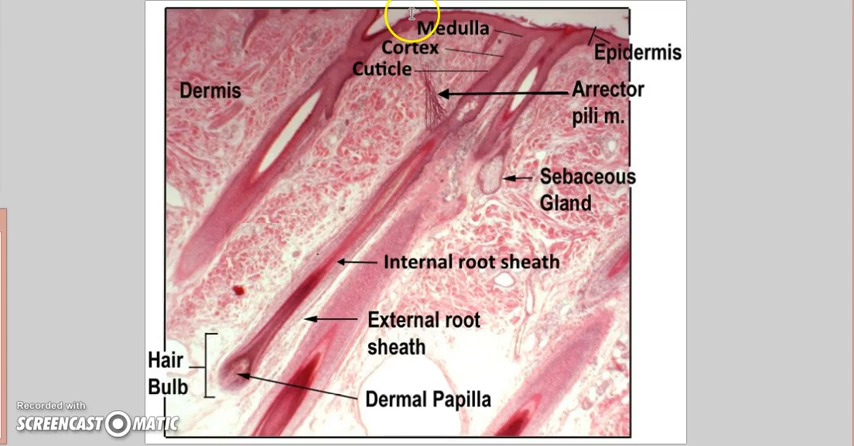 Medulla
Cortex
Epidermis
Cuticle
Dermis
Arrector
pili m.
Sebaceous
Gland
Internal root sheath
External root
sheath
Hair
Bulb
Dermal Papilla
Recorded with
SCREENCAST MATIC